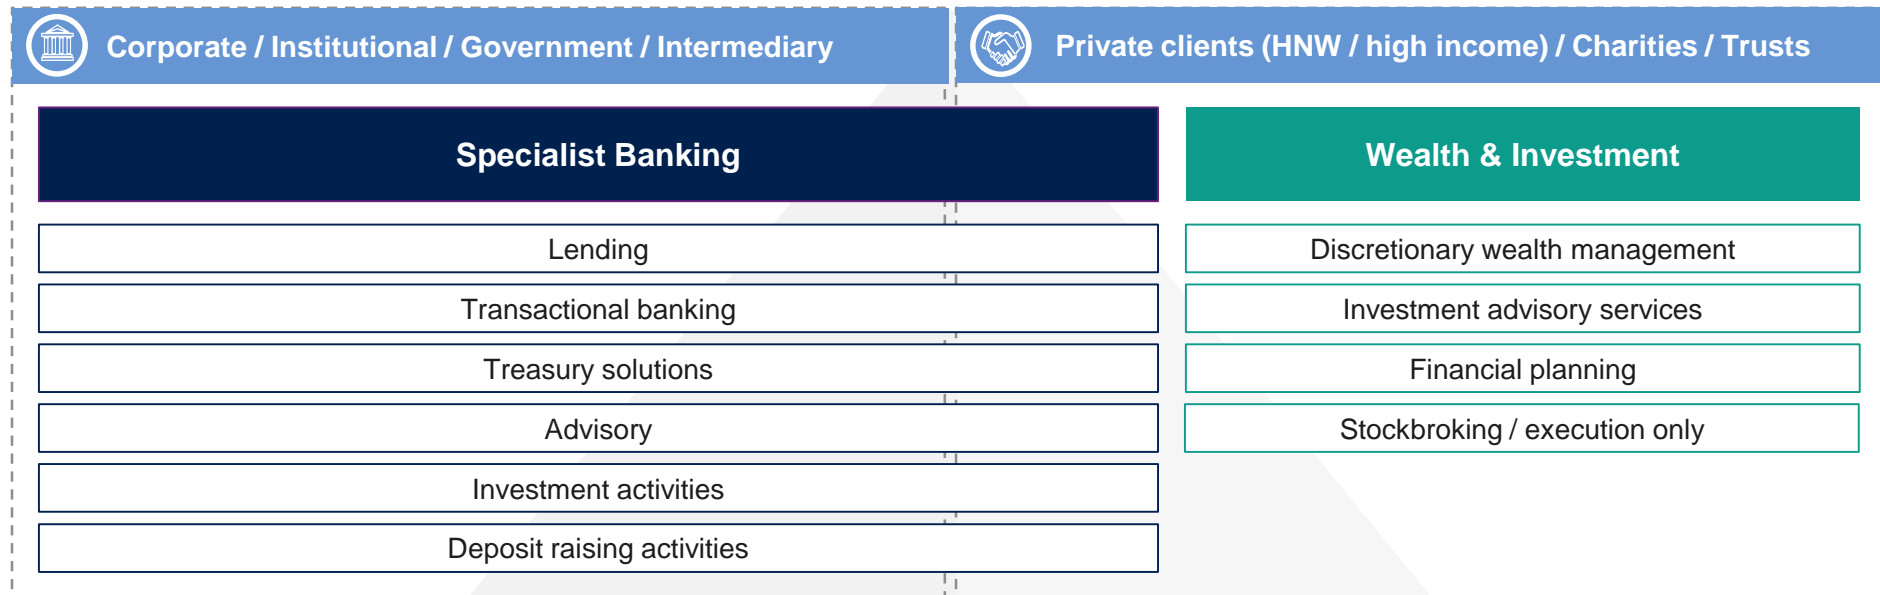 Corporate / Institutional / Government / Intermediary
Private clients (HNW / high income) / Charities / Trusts
Specialist Banking
Lending
Transactional banking
Treasury solutions
Advisory
Investment activities
Deposit raising activities
Wealth & Investment
Discretionary wealth management
Investment advisory services
Financial planning
Stockbroking / execution only